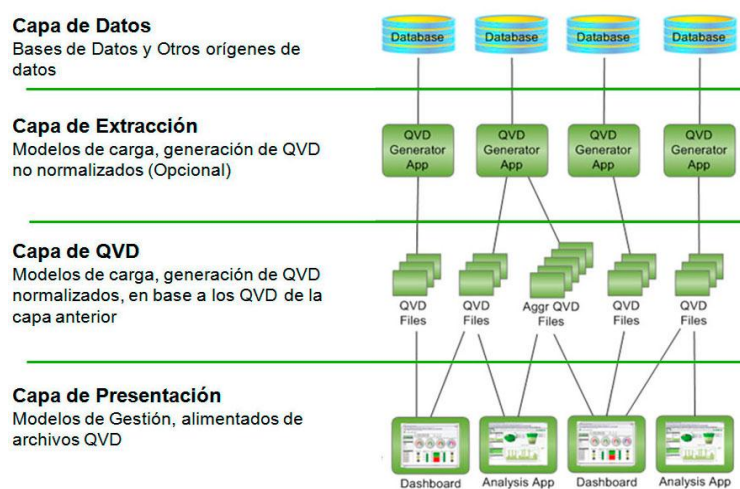 Capa de Datos
Bases de Datos y Otros orígenes de
datos
Database Database Database Database
Capa de Extracción
Modelos de carga, generación de QVD
no normalizados (Opcional)
QVD QVD QVD QVD
Generator Generator Generator Generator
App App App App
Capa de QVD
Modelos de carga, generación de QVD
normalizados, en base a los QVD de la
capa anterior
QVD QVD Aggr QVD QVD QVD
Files Files Files Files Files
Capa de Presentación
Modelos de Gestión, alimentados de
archivos QVD
Dashboard Analysis App Dashboard Analysis App